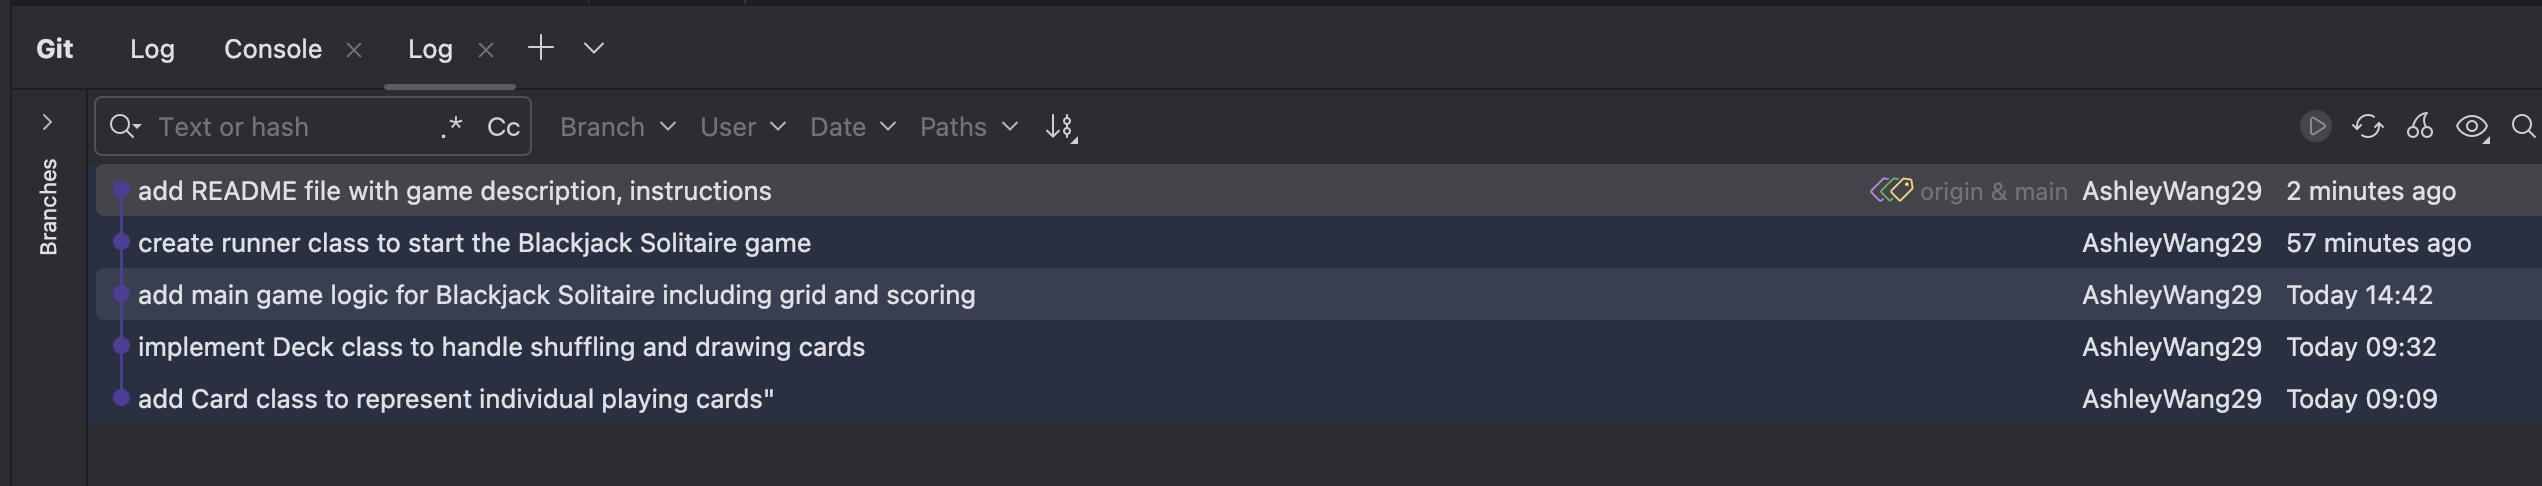 Git Log Console Log
Text or hash .* Cc Branch User Date Paths
Branches
add README file with game description, instructions origin & main AshleyWang29 2 minutes ago
create runner class to start the Blackjack Solitaire game AshleyWang29 57 minutes ago
add main game logic for Blackjack Solitaire including grid and scoring AshleyWang29 Today 14:42
implement Deck class to handle shuffling and drawing cards AshleyWang29 Today 09:32
add Card class to represent individual playing cards" AshleyWang29 Today 09:09